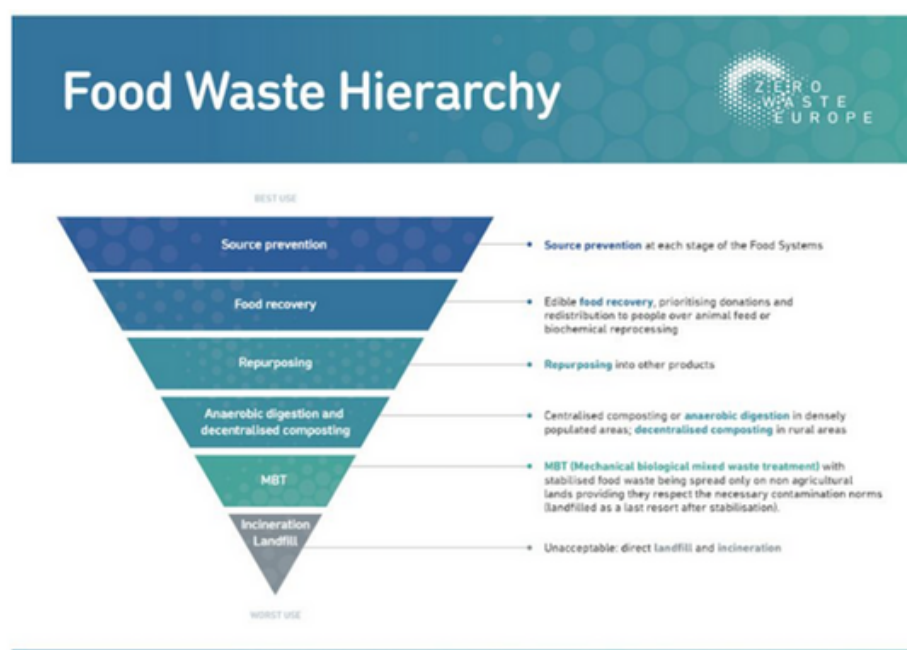 Food Waste Hierarchy
ZERO
WASTE
EUROPE
BEST USE
Source prevention
Source prevention at each stage of the Food Systems
Food recovery
Edible food recovery, prioritising donations and
redistribution to people over animal feed or
biochemical reprocessing
Repurposing
Repurposing into other products
Anaerobic digestion and
decentralised composting
Centralised composting or anaerobic digestion in densely
populated areas; decentralised composting in rural areas
MBT
MBT (Mechanical biological mixed waste treatment) with
stabilised food waste being spread only on non agricultural
lands providing they respect the necessary contamination norms
(landfilled as a last resort after stabilisation).
Incineration
Landfill
Unacceptable: direct landfill and incineration
WORST USE